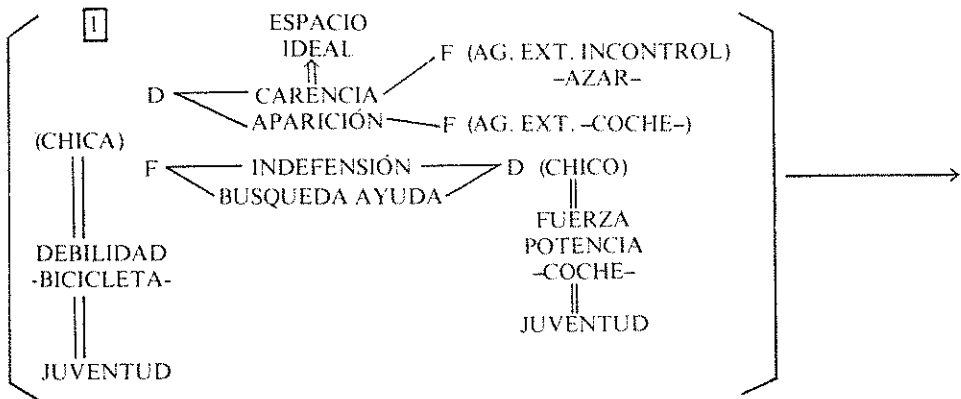 1
ESPACIO
IDEAL
F (AG. EXT. INCONTROL)
-AZAR-
D
CARENCIA
APARICIÓN
F (AG. EXT. -COCHE-)
(CHICA)
F
INDEFENSIÓN
D (CHICO)
BUSQUEDA AYUDA
FUERZA
POTENCIA
-COCHE-
DEBILIDAD
-BICICLETA-
JUVENTUD
JUVENTUD